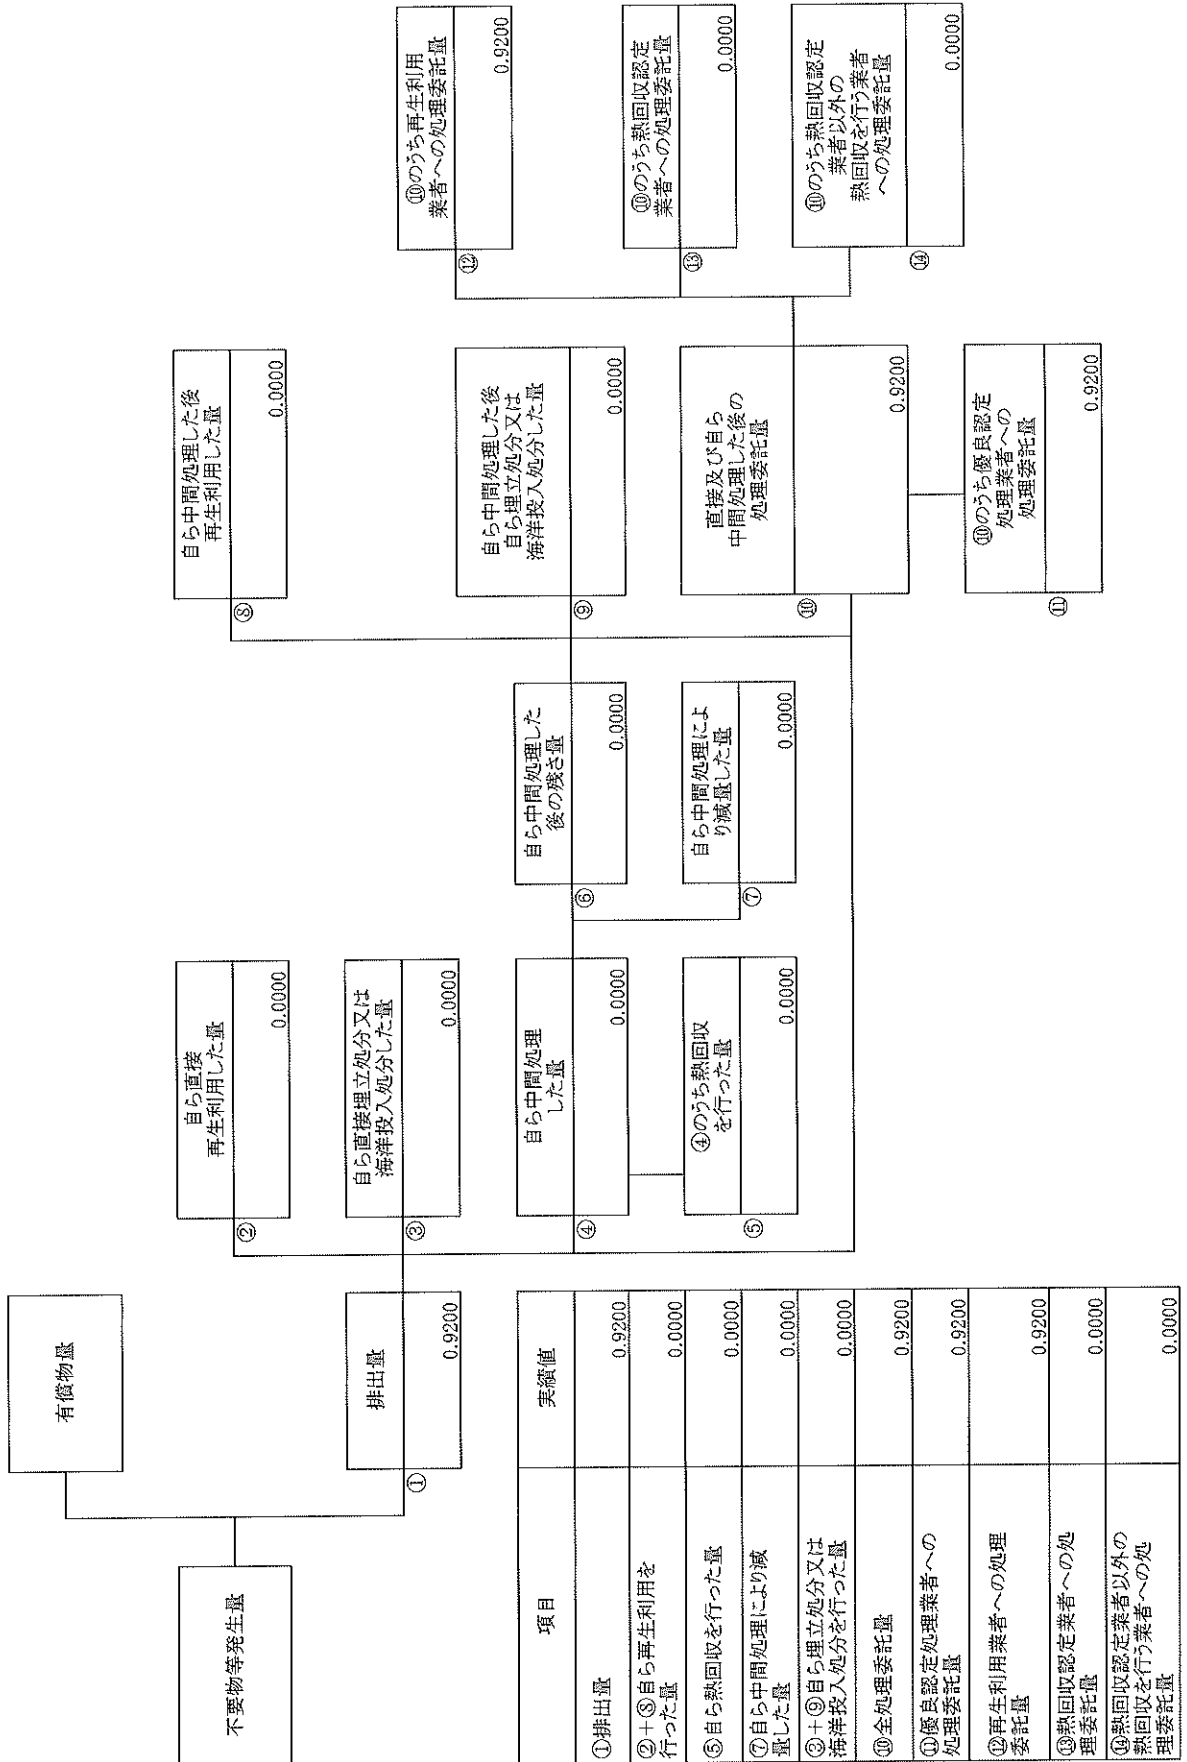 不要物等発生量
有償物量
①
排出量
0.9200
②
自ら直接
再生利用した量
0.0000
③
自ら直接埋立処分又は
海洋投入処分した量
0.0000
④
自ら中間処理
した量
0.0000
⑤
④のうち熱回収
を行った量
0.0000
⑥
自ら中間処理した
後の残さ量
0.0000
⑦
自ら中間処理によ
り減量した量
0.0000
⑧
自ら中間処理した後
再生利用した量
0.0000
⑨
自ら中間処理した後
自ら埋立処分又は
海洋投入処分した量
0.0000
⑩
直接及び自ら
中間処理した後の
処理委託量
0.9200
⑪
⑩のうち優良認定
処理業者への
処理委託量
0.9200
⑫
⑩のうち再生利用
業者への処理委託量
0.9200
⑬
⑩のうち熱回収認定
業者への処理委託量
0.0000
⑭
⑩のうち熱回収認定
業者以外の
熱回収を行う業者
への処理委託量
0.0000
項目 実績値
①排出量 0.9200
②+⑧自ら再生利用を
行った量 0.0000
⑤自ら熱回収を行った量 0.0000
⑦自ら中間処理により減
量した量 0.0000
③+⑨自ら埋立処分又は
海洋投入処分を行った量 0.0000
⑩全処理委託量 0.9200
⑪優良認定処理業者への
処理委託量 0.9200
⑫再生利用業者への処理
委託量 0.9200
⑬熱回収認定業者への処
理委託量 0.0000
⑭熱回収認定業者以外の
熱回収を行う業者への処
理委託量 0.0000